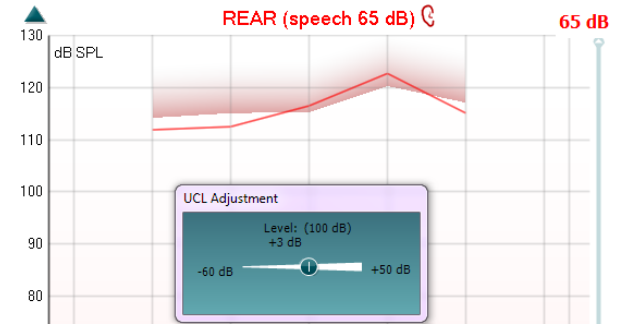 REAR (speech 65 dB)
65 dB
130
dB SPL
120
110
100
UCL Adjustment
Level: (100 dB)
+3 dB
90
-60 dB
+50 dB
80